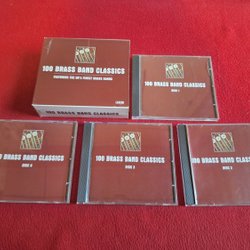 100 BRASS BAND CLASSICS
FEATURING THE UK'S FINEST BRASS BANDS
100 BRASS BAND CLASSICS
DISC 1
BRASS BAND CLASSICS
DISC 4
100 BRASS BAND CLASSICS
DISC 2
100 BRASS BAND CLASSICS
DISC 3